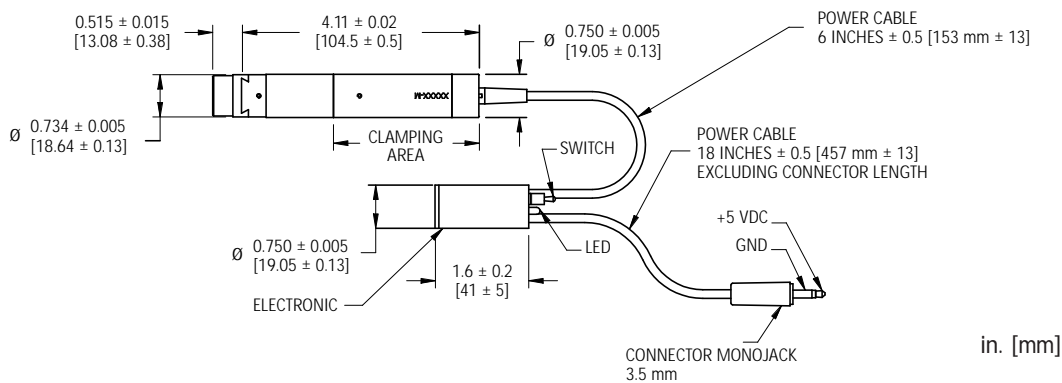 0.515 ± 0.015
[13.08 ± 0.38]
4.11 ± 0.02
[104.5 ± 0.5]
Ø 0.750 ± 0.005
[19.05 ± 0.13]
POWER CABLE
6 INCHES ± 0.5 [153 mm ± 13]
XXXX-M
Ø 0.734 ± 0.005
[18.64 ± 0.13]
CLAMPING
AREA
SWITCH
POWER CABLE
18 INCHES ± 0.5 [457 mm ± 13]
EXCLUDING CONNECTOR LENGTH
+5 VDC
GND
LED
Ø 0.750 ± 0.005
[19.05 ± 0.13]
1.6 ± 0.2
[41 ± 5]
ELECTRONIC
CONNECTOR MONOJACK
3.5 mm
in. [mm]